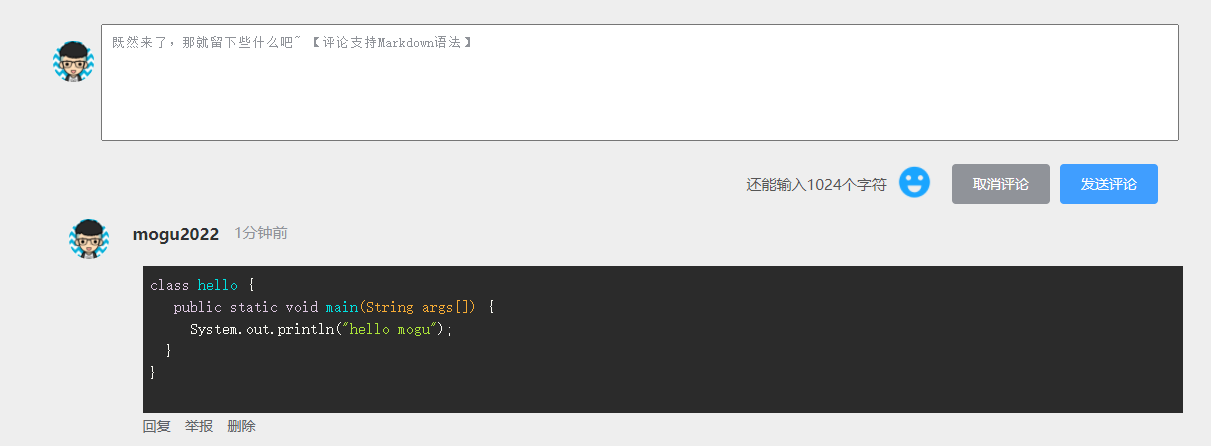 既然来了，那就留下些什么吧~ 【评论支持Markdown语法】
还能输入1024个字符 取消评论 发送评论
mogu2022 1分钟前
class hello {
   public static void main(String args[]) {
     System.out.println("hello mogu");
  }
}
回复 举报 删除